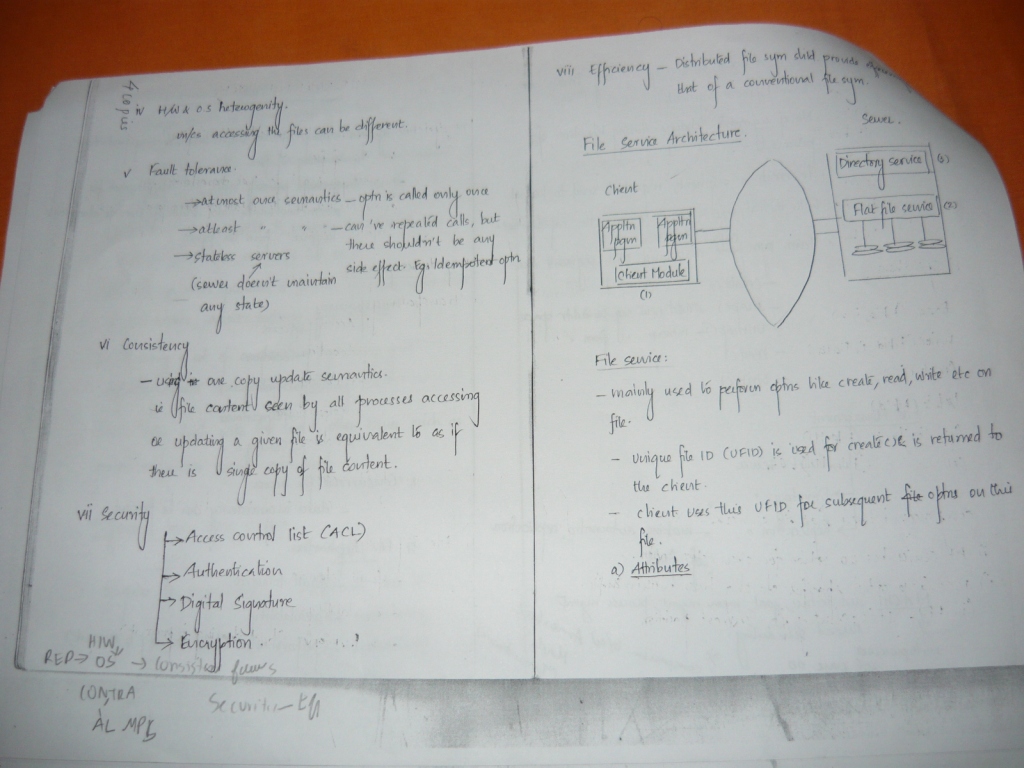 4 copies
iv H/W & O.S heterogenity.
m/cs accessing the files can be different.
v Fault tolerance.
→ atmost once semantics – optn is called only once
→ atleast " " – can 've repeated calls, but
there shouldn't be any
side effect. Eg: Idempotent optn
→ stateless servers
(server doesn't maintain
any state)
vi Consistency
– using one copy update semantics.
ie file content seen by all processes accessing
or updating a given file is equivalent to as if
there is single copy of file content.
vii Security
→ Access control list (ACL)
→ Authentication
→ Digital Signature
→ Encryption
H/W
REP → OS →
CONTRA
AL MP
Eff
viii Efficiency – Distributed file sym shld provide
that of a conventional file sym.
File Service Architecture.
Server.
Client
Directory service (3)
Flat file service (2)
Appltn pgm
Appltn pgm
Client Module
(1)
File service:
– mainly used to perform optns like create, read, write etc on
file.
– unique file ID (UFID) is used for create() & is returned to
the client.
– client uses this UFID for subsequent file optns on this
file.
a) Attributes